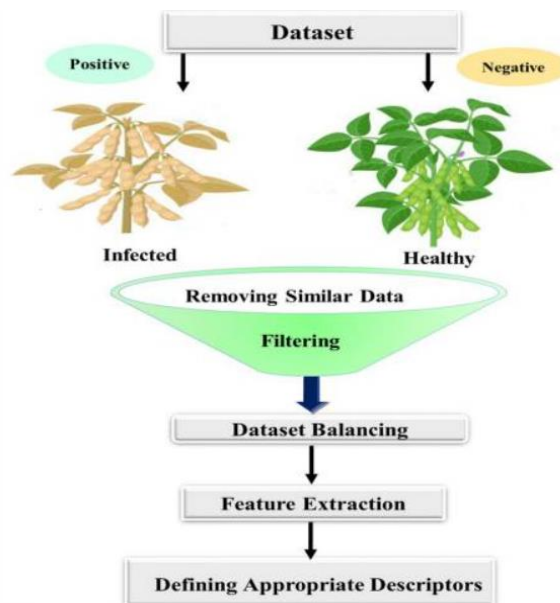 Dataset
Positive
Negative
Infected
Healthy
Removing Similar Data
Filtering
Dataset Balancing
Feature Extraction
Defining Appropriate Descriptors